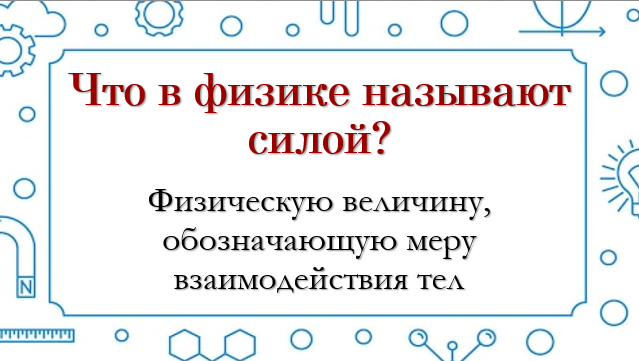 Что в физике называют
силой?
Физическую величину,
обозначающую меру
взаимодействия тел
N